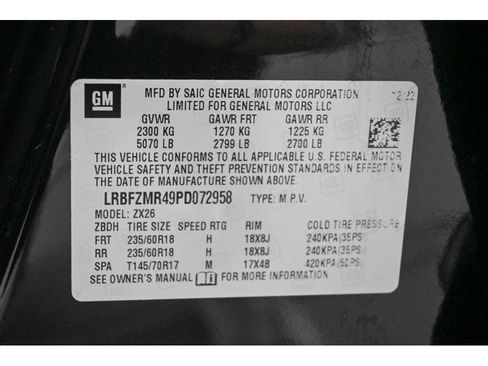 GM
MFD BY SAIC GENERAL MOTORS CORPORATION
LIMITED FOR GENERAL MOTORS LLC
GVWR GAWR FRT GAWR RR
2300 KG 1270 KG 1225 KG
5070 LB 2799 LB 2700 LB
THIS VEHICLE CONFORMS TO ALL APPLICABLE U.S. FEDERAL MOTOR
VEHICLE SAFETY AND THEFT PREVENTION STANDARDS IN EFFECT ON
THE DATE OF MANUFACTURE SHOWN ABOVE.
LRBFZMR49PD072958 TYPE: M.P.V.
MODEL: ZX26
ZBDH TIRE SIZE SPEED RTG RIM COLD TIRE PRESSURE
FRT 235/60R18 H 18X8J 240KPA(35PSI)
RR 235/60R18 H 18X8J 240KPA(35PSI)
SPA T145/70R17 M 17X4B 420KPA(60PSI)
SEE OWNER'S MANUAL FOR MORE INFORMATION.